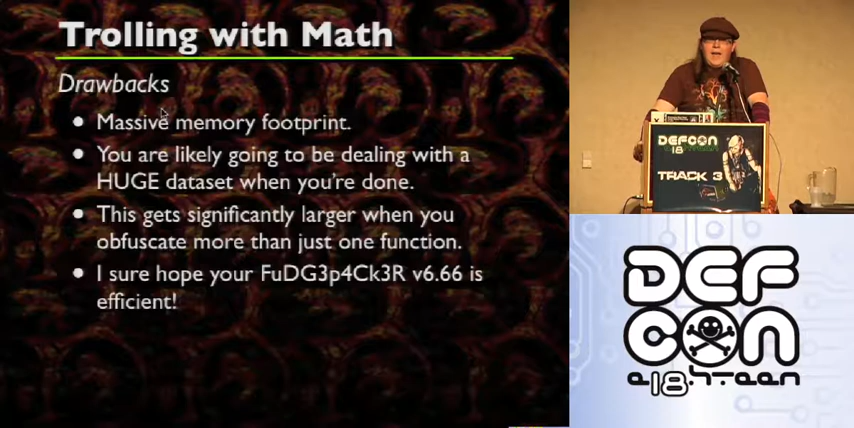 Trolling with Math
Drawbacks
Massive memory footprint.
You are likely going to be dealing with a
HUGE dataset when you're done.
This gets significantly larger when you
obfuscate more than just one function.
I sure hope your FuDG3p4Ck3R v6.66 is
efficient!
DEFCON
18
TRACK 3
DEF
CON
e18h.teen